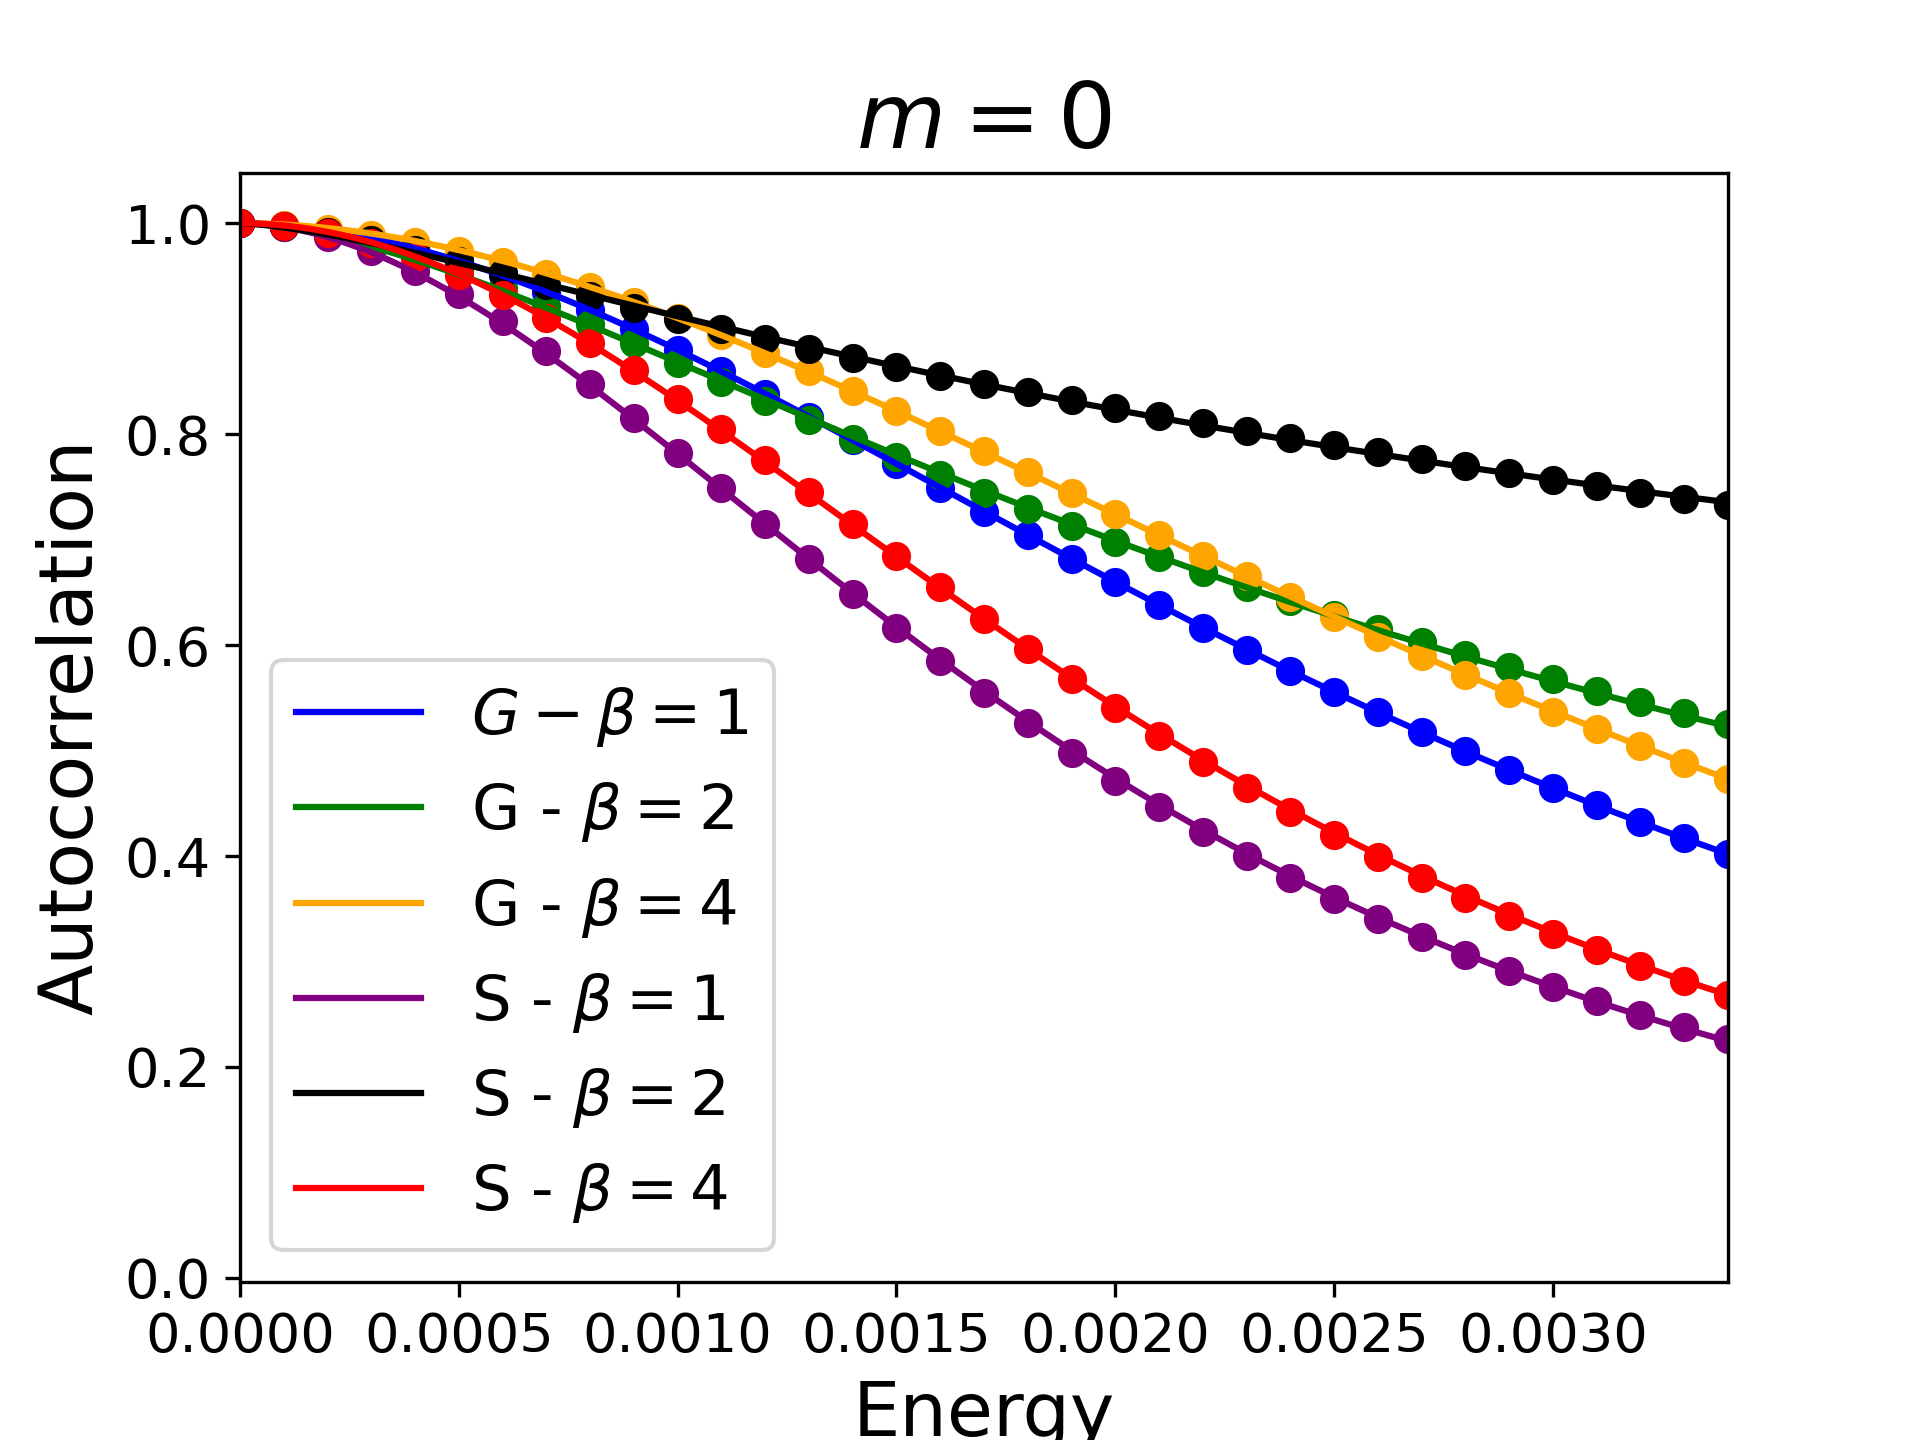 m = 0
Autocorrelation
1.0
0.8
0.6
0.4
0.2
0.0
G − β = 1
G - β = 2
G - β = 4
S - β = 1
S - β = 2
S - β = 4
0.0000 0.0005 0.0010 0.0015 0.0020 0.0025 0.0030
Energy